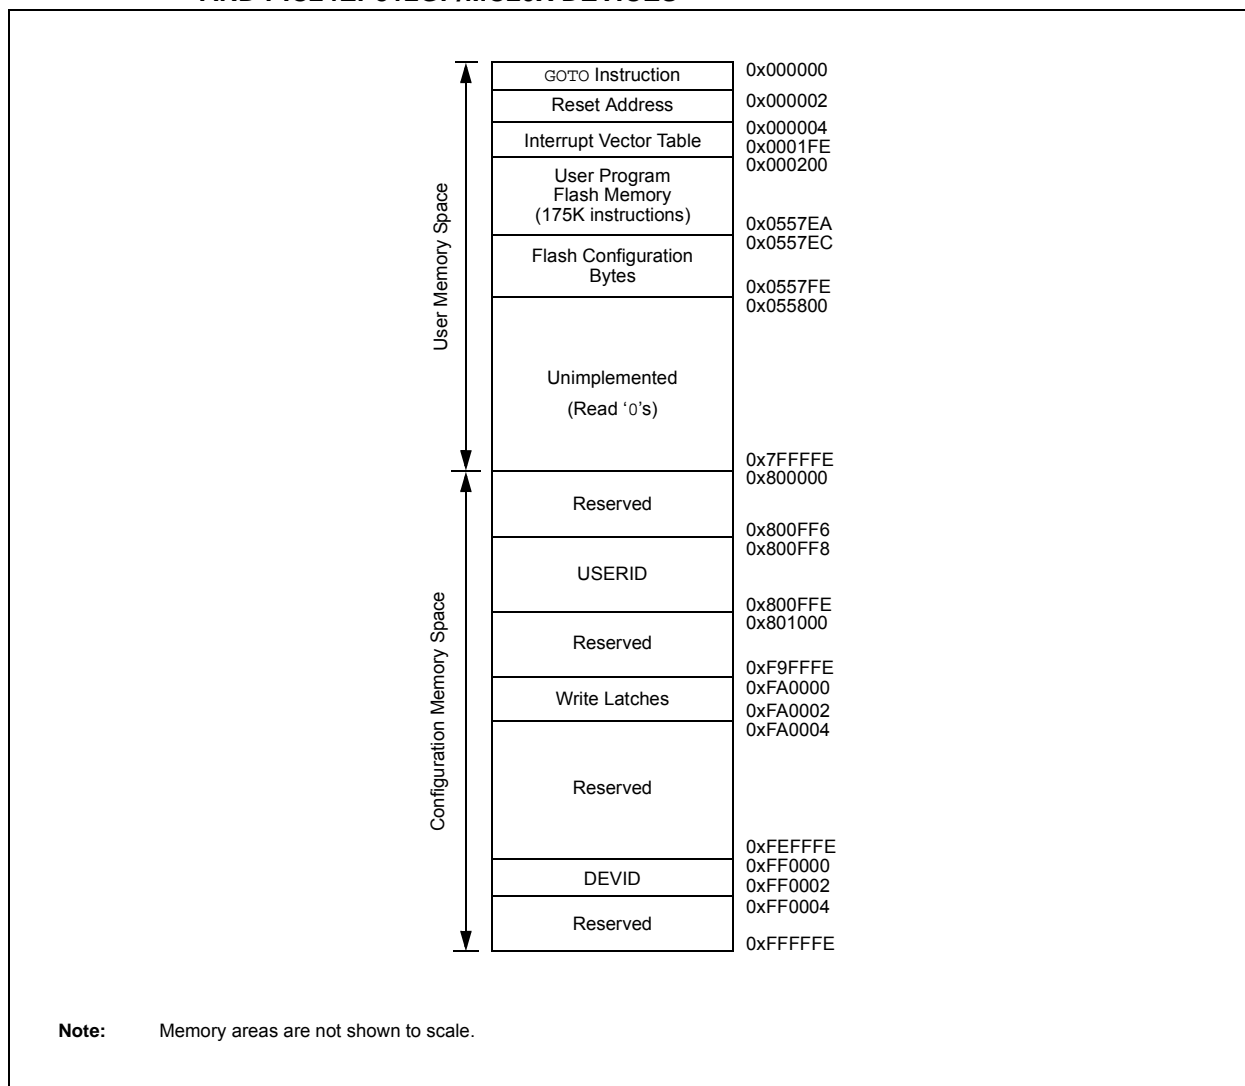 GOTO Instruction 0x000000
Reset Address 0x000002
0x000004
Interrupt Vector Table 0x0001FE
0x000200
User Program
Flash Memory
(175K instructions)
0x0557EA
0x0557EC
Flash Configuration
Bytes
0x0557FE
0x055800
User Memory Space
Unimplemented
(Read ‘0’s)
0x7FFFFE
0x800000
Reserved
0x800FF6
0x800FF8
USERID
0x800FFE
0x801000
Reserved
0xF9FFFE
0xFA0000
Write Latches
0xFA0002
0xFA0004
Configuration Memory Space
Reserved
0xFEFFFE
0xFF0000
DEVID
0xFF0002
0xFF0004
Reserved
0xFFFFFE
Note: Memory areas are not shown to scale.